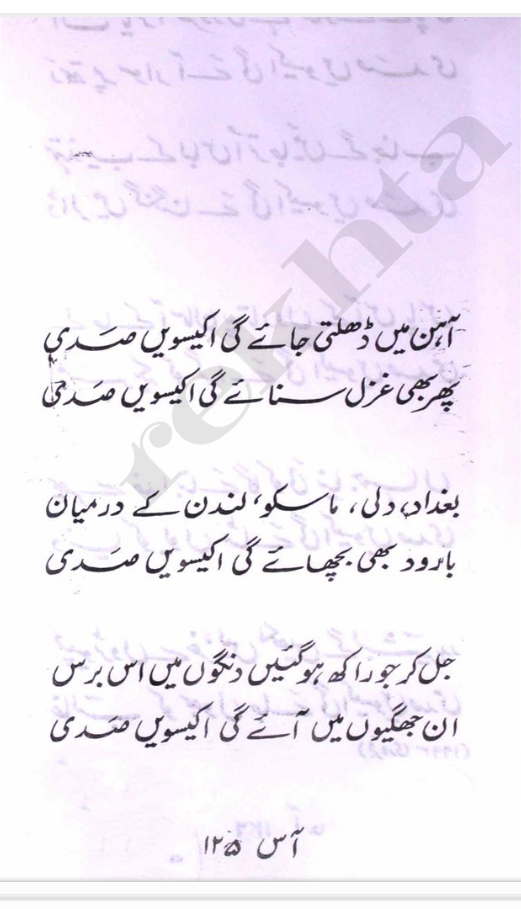 آہن میں ڈھلتی جائے گی اکیسویں صدی
پھر بھی غزل سنائے گی اکیسویں صدی
بغداد، دلی، ماسکو، لندن کے درمیان
بارود بھی بچھائے گی اکیسویں صدی
جل کر جو راکھ ہوگئیں دنگوں میں اس برس
ان جھگیوں میں آئے گی اکیسویں صدی
آس ۱۲۵
rekhta